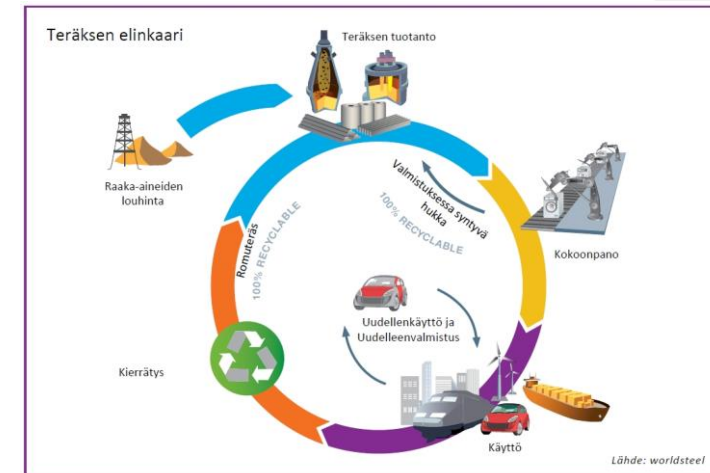 Teräksen elinkaari
Teräksen tuotanto
Raaka-aineiden
louhinta
Valmistuksessa syntyvä
hukka
100% RECYCLABLE
Kokoonpano
Romuteräs
100% RECYCLABLE
Uudellenkäyttö ja
Uudelleenvalmistus
Kierrätys
Käyttö
Lähde: worldsteel